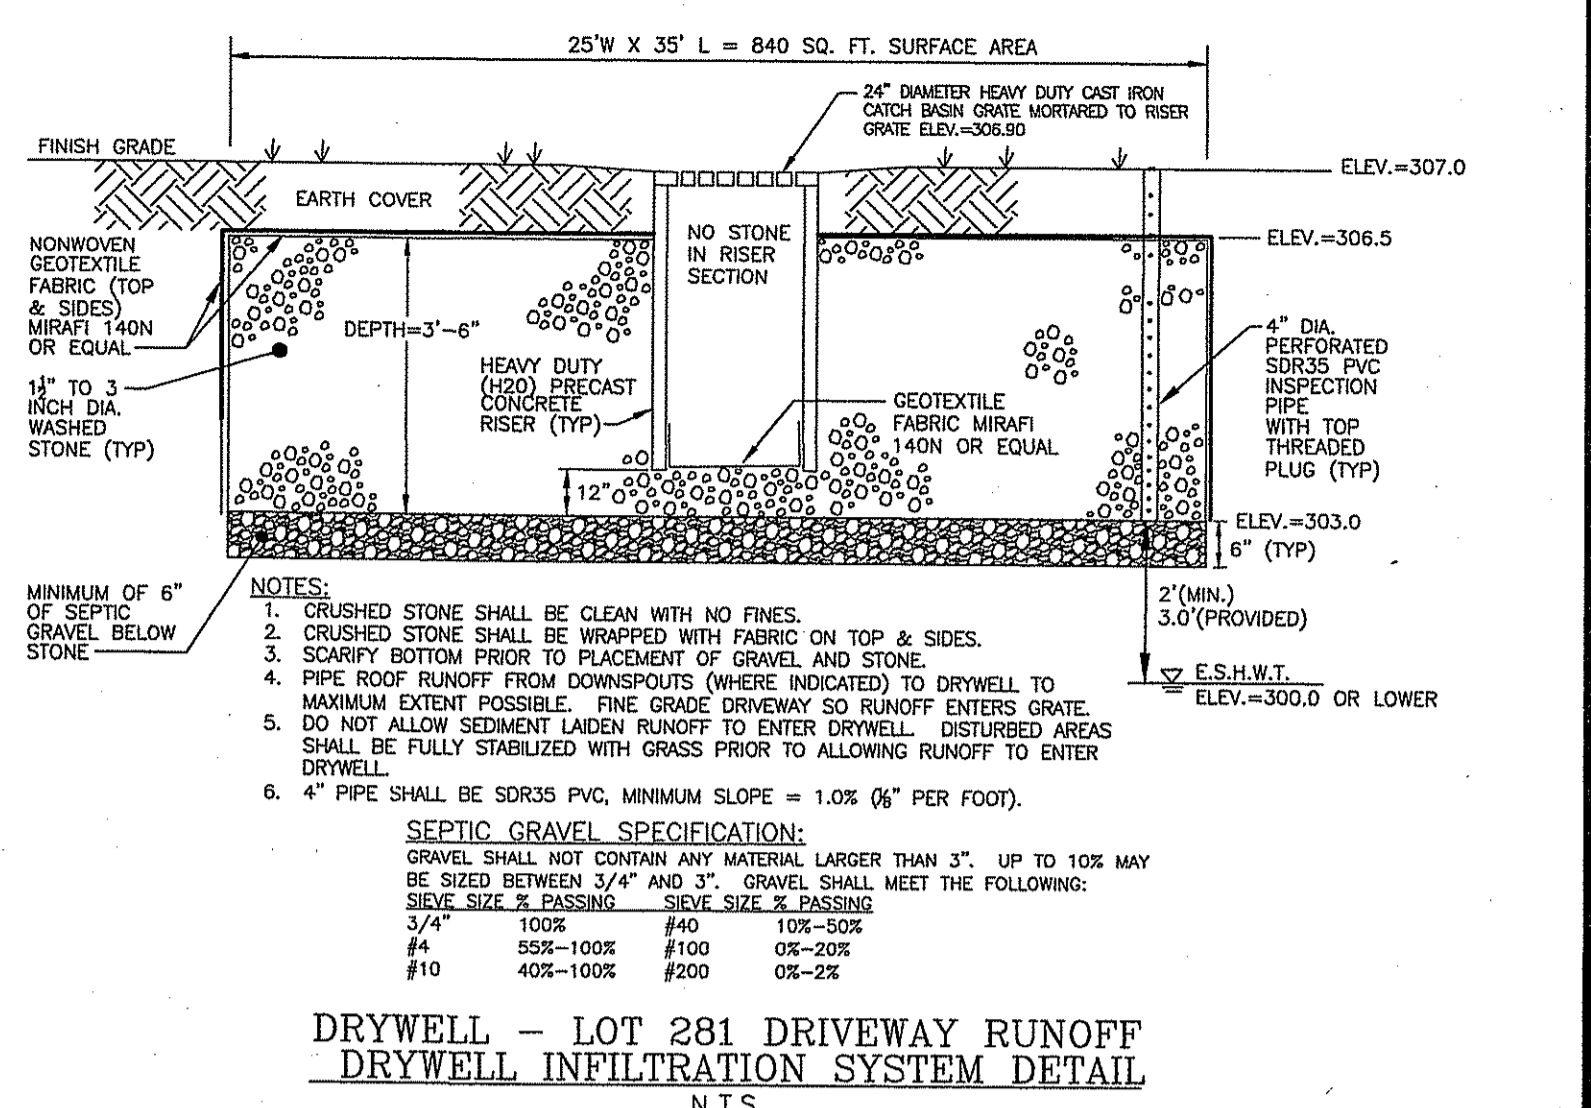 25'W X 35' L = 840 SQ. FT. SURFACE AREA
24" DIAMETER HEAVY DUTY CAST IRON
CATCH BASIN GRATE MORTARED TO RISER
GRATE ELEV.=306.90
FINISH GRADE
ELEV.=307.0
EARTH COVER
NONWOVEN
GEOTEXTILE
FABRIC (TOP
& SIDES)
MIRAFI 140N
OR EQUAL
NO STONE
IN RISER
SECTION
ELEV.=306.5
DEPTH=3'-6"
1½" TO 3
INCH DIA.
WASHED
STONE (TYP)
HEAVY DUTY
(H20) PRECAST
CONCRETE
RISER (TYP)
GEOTEXTILE
FABRIC MIRAFI
140N OR EQUAL
4" DIA.
PERFORATED
SDR35 PVC
INSPECTION
PIPE
WITH TOP
THREADED
PLUG (TYP)
12"
ELEV.=303.0
6" (TYP)
MINIMUM OF 6"
OF SEPTIC
GRAVEL BELOW
STONE
2'(MIN.)
3.0'(PROVIDED)
E.S.H.W.T.
ELEV.=300.0 OR LOWER
NOTES:
1. CRUSHED STONE SHALL BE CLEAN WITH NO FINES.
2. CRUSHED STONE SHALL BE WRAPPED WITH FABRIC ON TOP & SIDES.
3. SCARIFY BOTTOM PRIOR TO PLACEMENT OF GRAVEL AND STONE.
4. PIPE ROOF RUNOFF FROM DOWNSPOUTS (WHERE INDICATED) TO DRYWELL TO
MAXIMUM EXTENT POSSIBLE. FINE GRADE DRIVEWAY SO RUNOFF ENTERS GRATE.
5. DO NOT ALLOW SEDIMENT LAIDEN RUNOFF TO ENTER DRYWELL. DISTURBED AREAS
SHALL BE FULLY STABILIZED WITH GRASS PRIOR TO ALLOWING RUNOFF TO ENTER
DRYWELL.
6. 4" PIPE SHALL BE SDR35 PVC, MINIMUM SLOPE = 1.0% (⅛" PER FOOT).
SEPTIC GRAVEL SPECIFICATION:
GRAVEL SHALL NOT CONTAIN ANY MATERIAL LARGER THAN 3". UP TO 10% MAY
BE SIZED BETWEEN 3/4" AND 3". GRAVEL SHALL MEET THE FOLLOWING:
SIEVE SIZE % PASSING SIEVE SIZE % PASSING
3/4" 100% #40 10%-50%
#4 55%-100% #100 0%-20%
#10 40%-100% #200 0%-2%
DRYWELL - LOT 281 DRIVEWAY RUNOFF
DRYWELL INFILTRATION SYSTEM DETAIL
N.T.S.